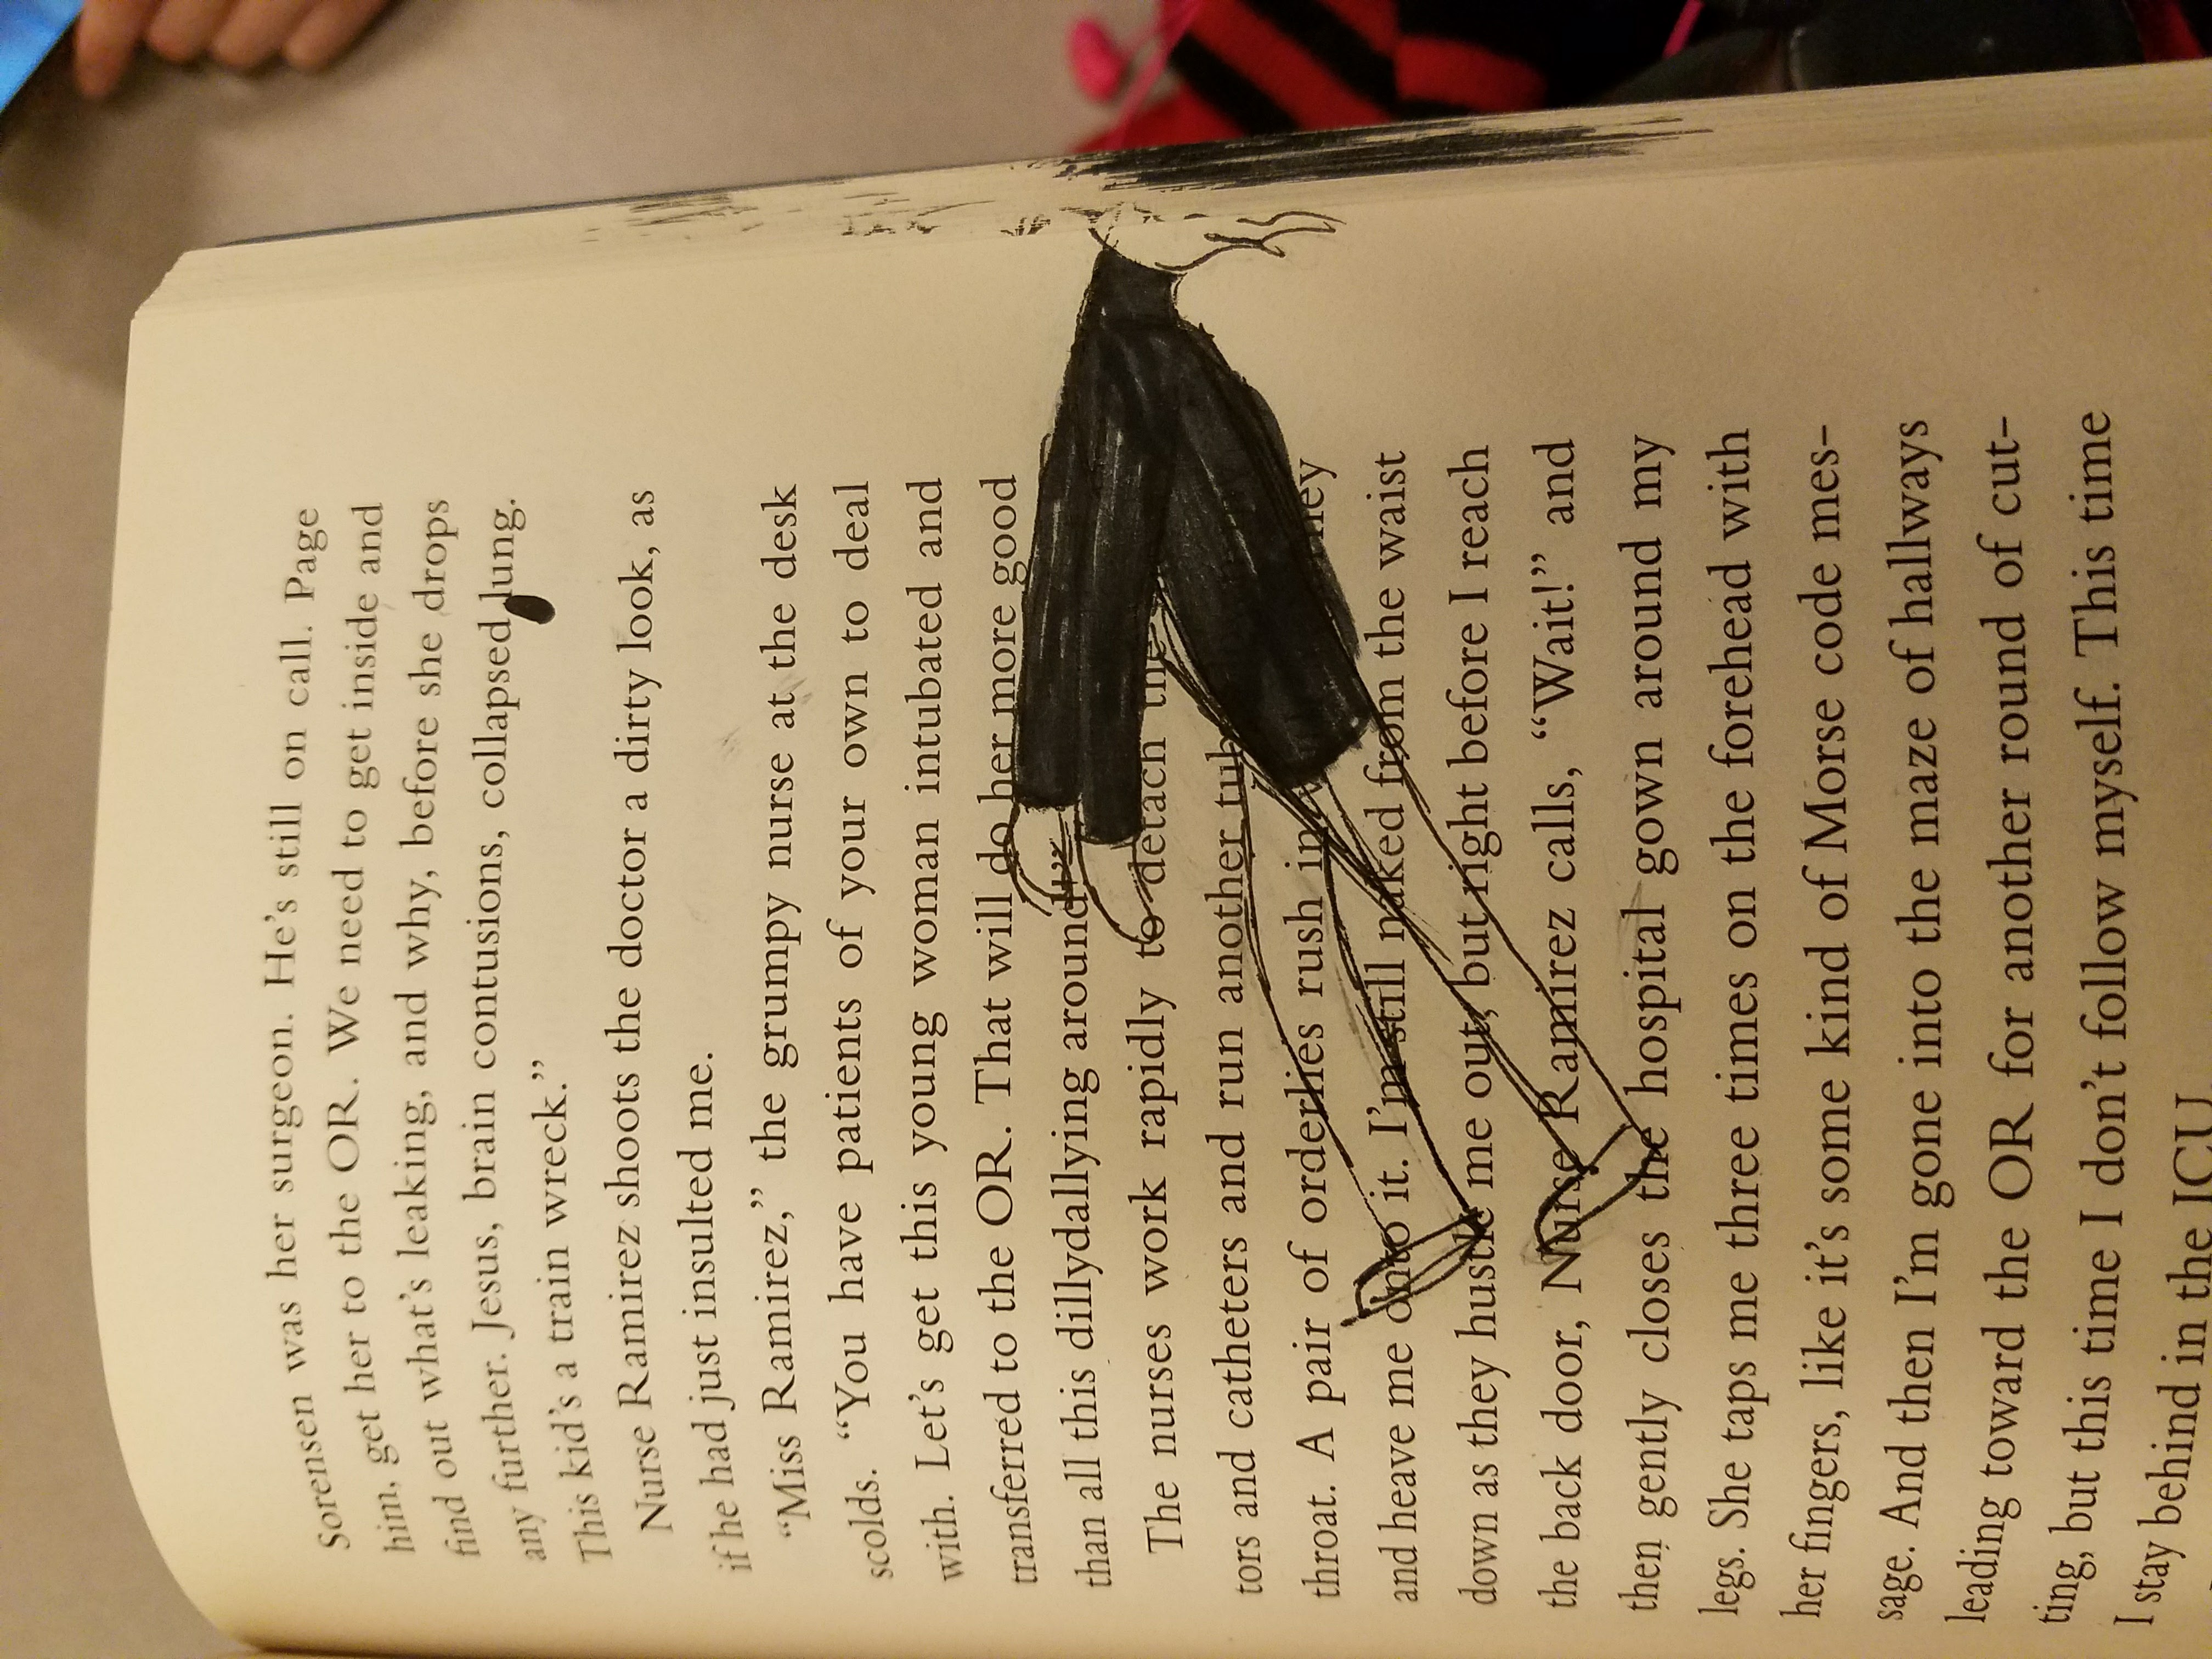 Sorensen was her surgeon. He's still on call. Page
him, get her to the OR. We need to get inside and
find out what's leaking, and why, before she drops
any further. Jesus, brain contusions, collapsed lung.
This kid's a train wreck.”
Nurse Ramirez shoots the doctor a dirty look, as
if he had just insulted me.
“Miss Ramirez,” the grumpy nurse at the desk
scolds. “You have patients of your own to deal
with. Let's get this young woman intubated and
transferred to the OR. That will do her more good
than all this dillydallying around!”
The nurses work rapidly to detach the
tors and catheters and run another
throat. A pair of orderlies rush in
and heave me onto it. I'm still naked from the waist
down as they hustle me out, but right before I reach
the back door, Nurse Ramirez calls, “Wait!” and
then gently closes the hospital gown around my
legs. She taps me three times on the forehead with
her fingers, like it's some kind of Morse code mes-
sage. And then I'm gone into the maze of hallways
leading toward the OR for another round of cut-
ting, but this time I don't follow myself. This time
I stay behind in the ICU.